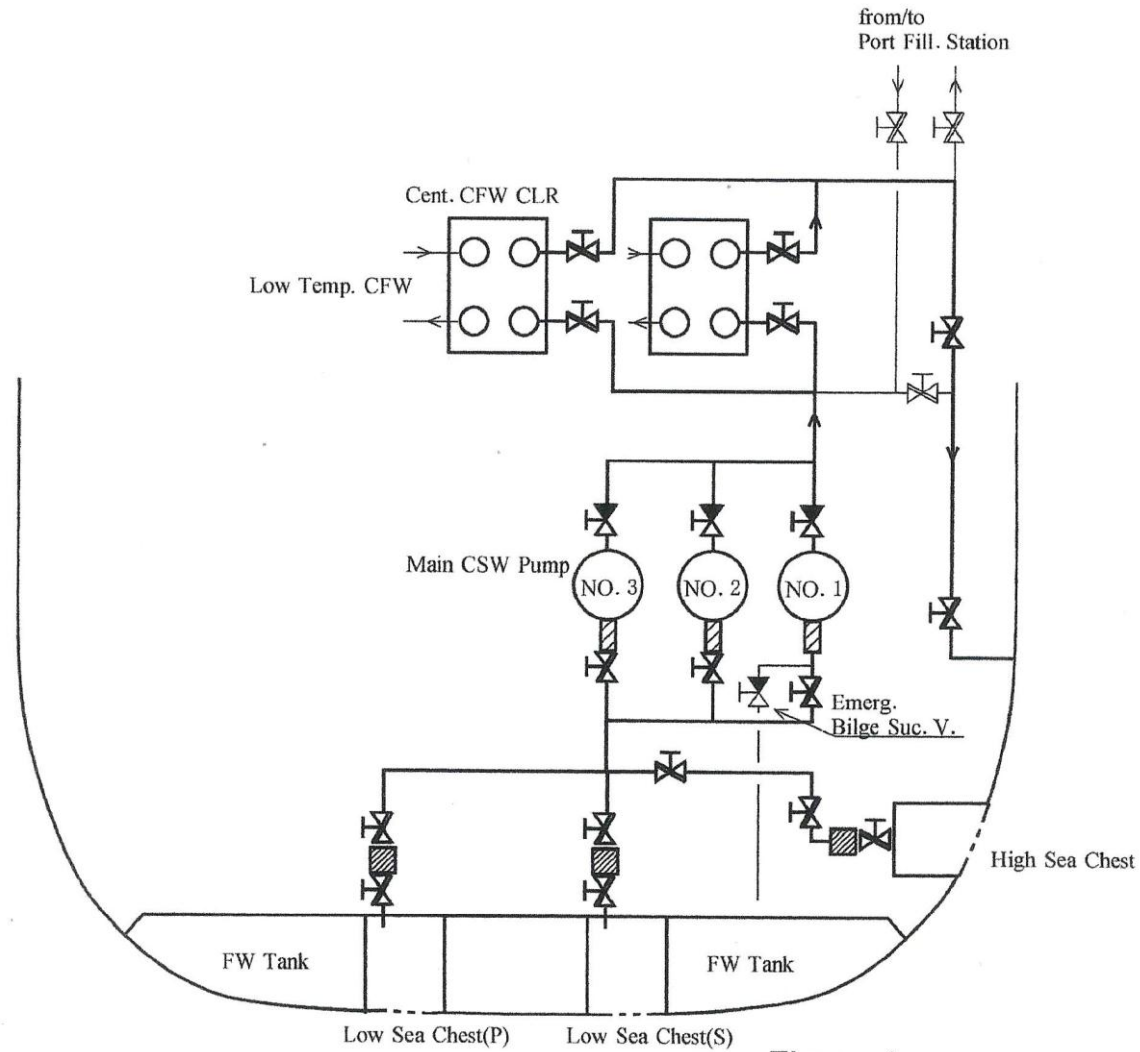 from/to
Port Fill. Station
Cent. CFW CLR
Low Temp. CFW
Main CSW Pump
NO. 3
NO. 2
NO. 1
Emerg.
Bilge Suc. V.
High Sea Chest
FW Tank
FW Tank
Low Sea Chest(P)
Low Sea Chest(S)